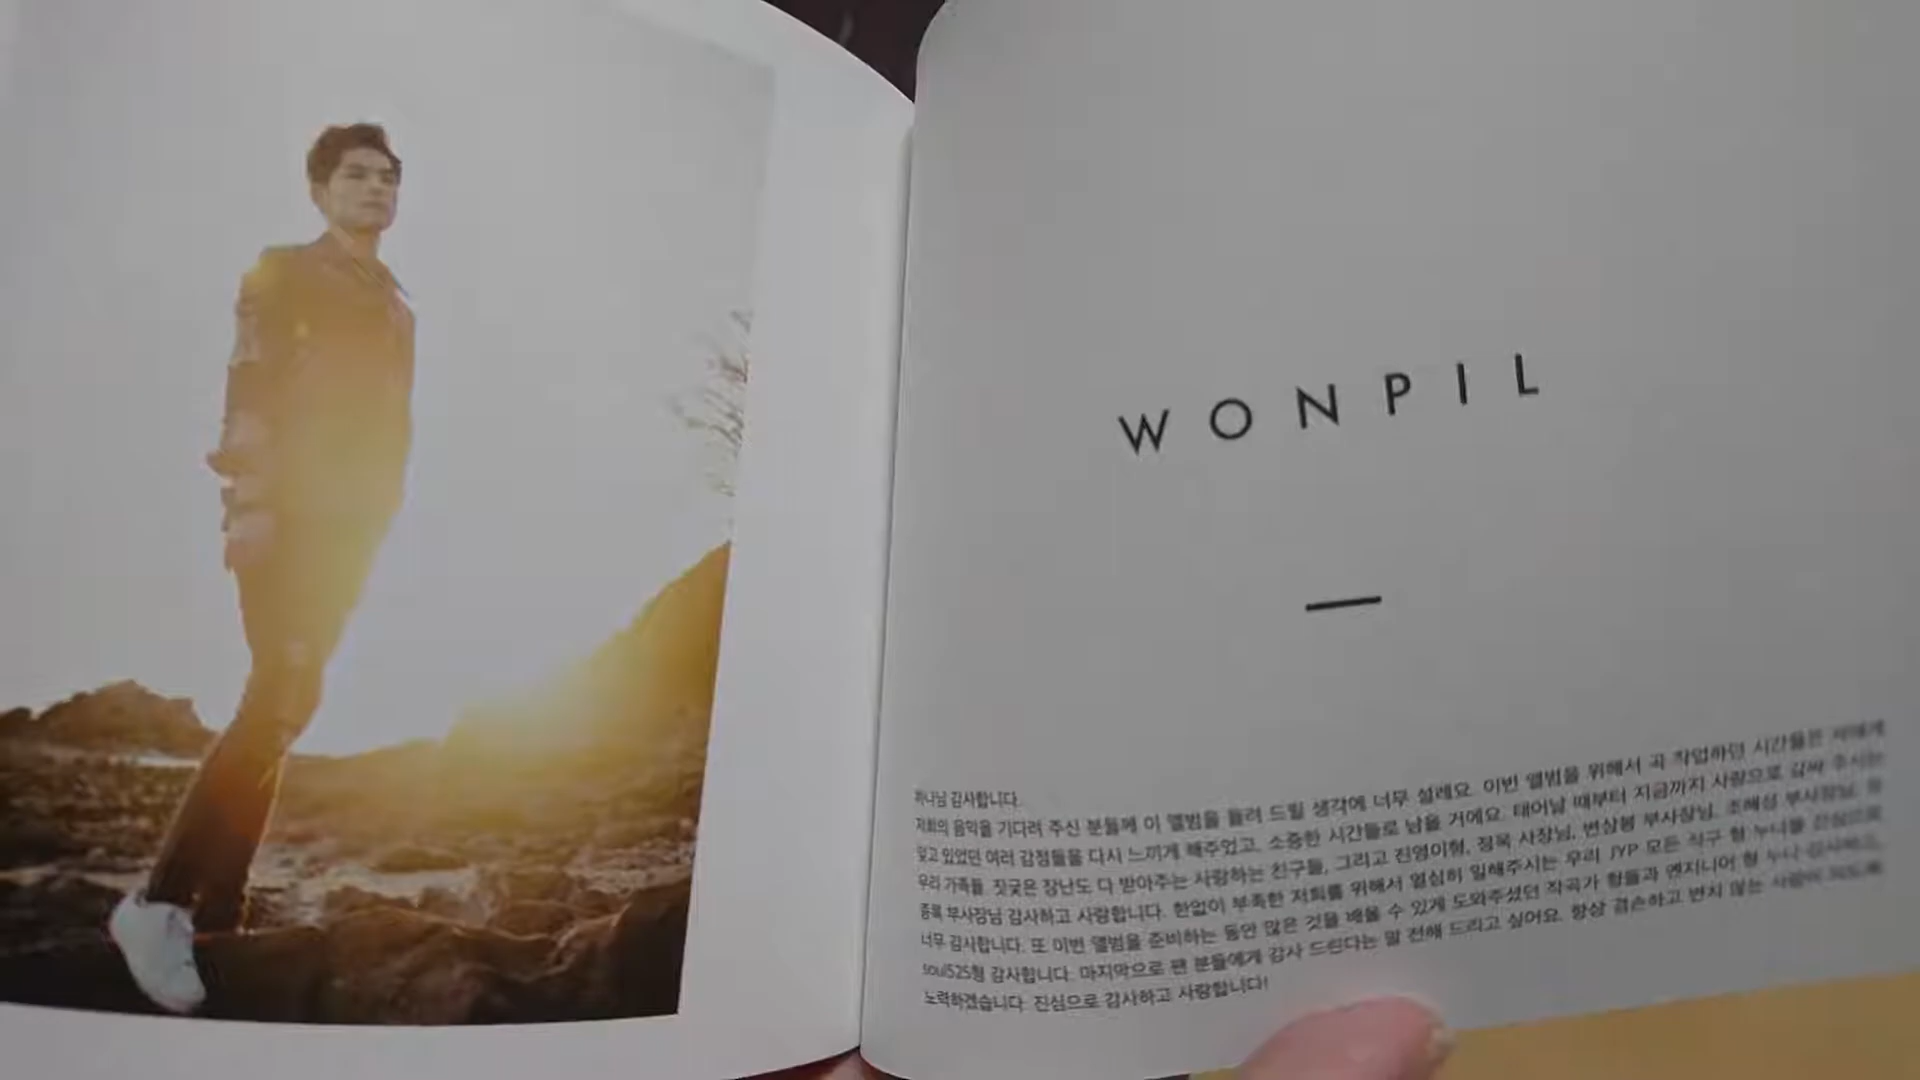 WONPIL
하나님 감사합니다.
저희의 음악을 기다려 주신 분들께 이 앨범을 들려 드릴 생각에 너무 설레요. 이번 앨범을 위해서 곡 작업하던 시간들은 저에게
잊고 있었던 여러 감정들을 다시 느끼게 해주었고, 소중한 시간들로 남을 거에요. 태어날 때부터 지금까지 사랑으로 감싸 주시는
우리 가족들, 짓궂은 장난도 다 받아주는 사랑하는 친구들, 그리고 진영이형, 정욱 사장님, 변상봉 부사장님, 조해성 부사장님,
부사장님 감사하고 사랑합니다. 한없이 부족한 저희를 위해서 열심히 일해주시는 우리 JYP 모든 식구 형 누나들 진심으로
너무 감사합니다. 또 이번 앨범을 준비하는 동안 많은 것을 배울 수 있게 도와주셨던 작곡가 형들과 엔지니어 형 누나 감사하고,
soul525형 감사합니다. 마지막으로 팬 분들에게 감사 드린다는 말 전해 드리고 싶어요. 항상 겸손하고 변치 않는 사람이 되도록
노력하겠습니다. 진심으로 감사하고 사랑합니다!